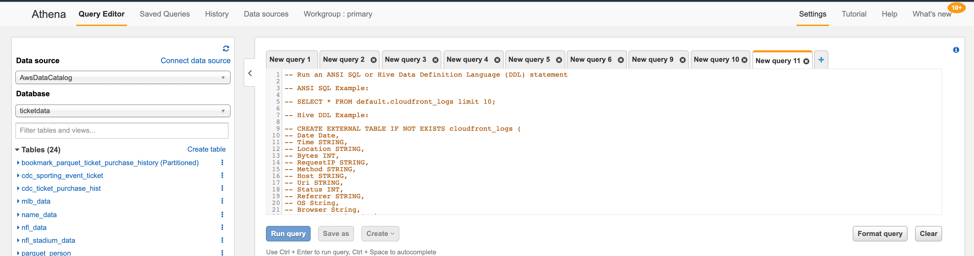 Athena Query Editor Saved Queries History Data sources Workgroup : primary Settings Tutorial Help What's new 10+
Data source Connect data source
AwsDataCatalog
Database
ticketdata
Filter tables and views...
Tables (24) Create table
bookmark_parquet_ticket_purchase_history (Partitioned)
cdc_sporting_event_ticket
cdc_ticket_purchase_hist
mlb_data
name_data
nfl_data
nfl_stadium_data
parquet_person
New query 1 New query 2 New query 3 New query 4 New query 5 New query 6 New query 9 New query 10 New query 11 +
1 -- Run an ANSI SQL or Hive Data Definition Language (DDL) statement
2
3 -- ANSI SQL Example:
4
5 -- SELECT * FROM default.cloudfront_logs limit 10;
6
7 -- Hive DDL Example:
8
9 -- CREATE EXTERNAL TABLE IF NOT EXISTS cloudfront_logs (
10 -- Date Date,
11 -- Time STRING,
12 -- Location STRING,
13 -- Bytes INT,
14 -- RequestIP STRING,
15 -- Method STRING,
16 -- Host STRING,
17 -- Uri STRING,
18 -- Status INT,
19 -- Referrer STRING,
20 -- OS String,
21 -- Browser String,
Run query Save as Create Format query Clear
Use Ctrl + Enter to run query, Ctrl + Space to autocomplete